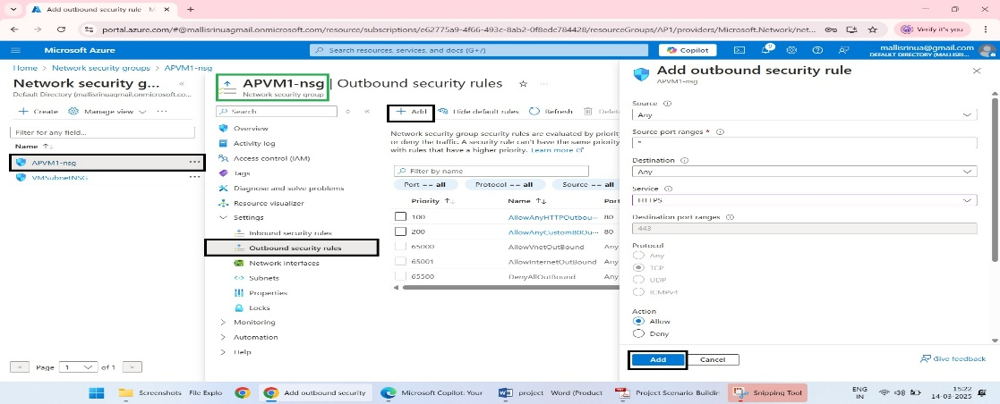 Add outbound security rule - M
portal.azure.com/#@mallisrinuagmail.onmicrosoft.com/resource/subscriptions/e62775a9-4f66-493c-8ab2-0f8edc784428/resourceGroups/AP1/providers/Microsoft.Network/net...
Verify it's you
Microsoft Azure
Search resources, services, and docs (G+/)
Copilot
2
mallisrinua@gmail.com
DEFAULT DIRECTORY (MALLISRI...
Home > Network security groups > APVM1-nsg
Network security g...
Default Directory (mallisrinuagmail.onmicrosoft.co...
+ Create
Manage view
Filter for any field...
Name
APVM1-nsg
VMSubnetNSG
< Page 1 of 1 >
APVM1-nsg | Outbound security rules
Network security group
Search
Overview
Activity log
Access control (IAM)
Tags
Diagnose and solve problems
Resource visualizer
Settings
Inbound security rules
Outbound security rules
Network interfaces
Subnets
Properties
Locks
Monitoring
Automation
Help
+ Add
Hide default rules
Refresh
Delete
Network security group security rules are evaluated by priority
or deny the traffic. A security rule can't have the same priority
with rules that have a higher priority. Learn more
Filter by name
Port == all
Protocol == all
Source == all
Priority Name Port
100 AllowAnyHTTPOutbou... 80
200 AllowAnyCustom80Ou... 80
65000 AllowVnetOutBound Any
65001 AllowInternetOutBound Any
65500 DenyAllOutBound Any
Add outbound security rule
APVM1-nsg
Source
Any
Source port ranges *
*
Destination
Any
Service
HTTPS
Destination port ranges
443
Protocol
Any
TCP
UDP
ICMPv4
Action
Allow
Deny
Add
Cancel
Give feedback
Screenshots File Explo
Add outbound security
Microsoft Copilot: Your
project Word (Product
Project Scenario Buildin
Snipping Tool
ENG
IN
15:22
14-03-2025